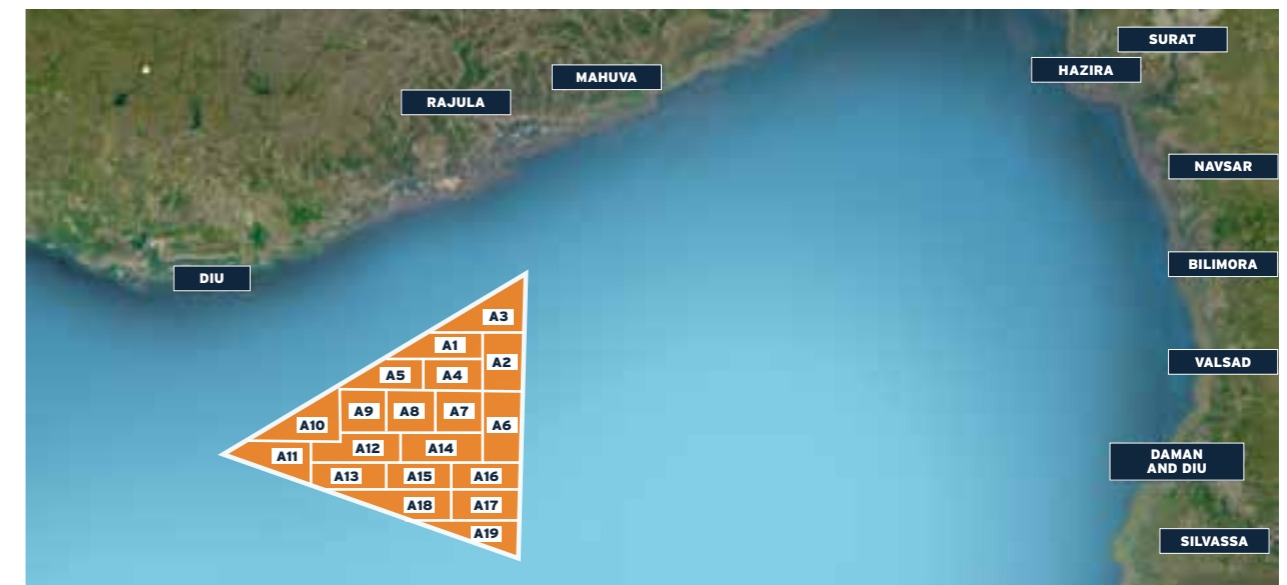 SURAT
HAZIRA
MAHUVA
RAJULA
NAVSAR
BILIMORA
DIU
A3
A1
A2
VALSAD
A5
A4
A9
A8
A7
A10
A6
A12
A14
A11
DAMAN
AND DIU
A13
A15
A16
A18
A17
A19
SILVASSA